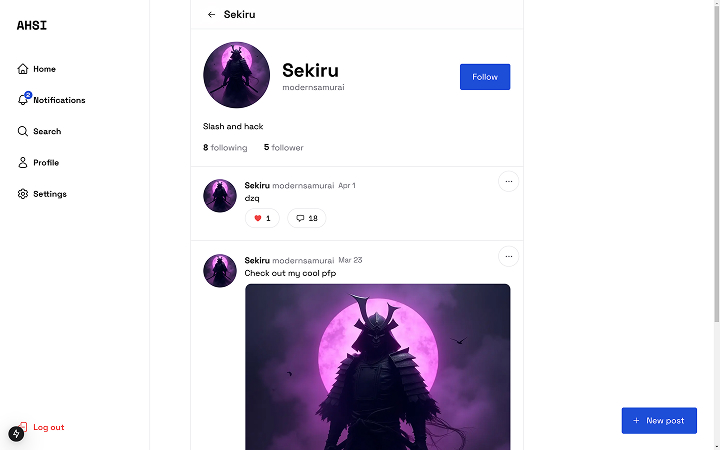 AHSI
Home
2
Notifications
Search
Profile
Settings
Log out
Sekiru
Sekiru
modernsamurai
Follow
Slash and hack
8 following 5 follower
Sekiru modernsamurai Apr 1
dzq
1 18
Sekiru modernsamurai Mar 23
Check out my cool pfp
New post